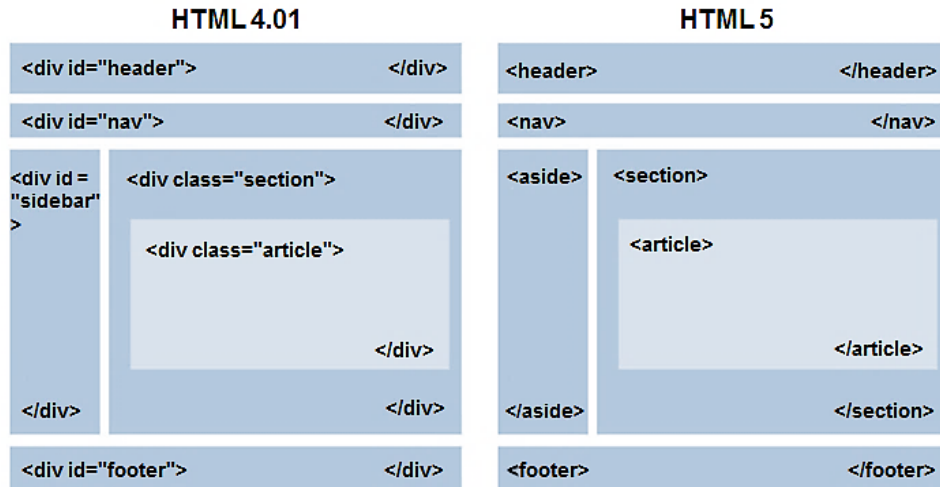 HTML 4.01
<div id="header"> </div>
<div id="nav"> </div>
<div id =
"sidebar"
>
</div>
<div class="section">
<div class="article">
</div>
</div>
<div id="footer"> </div>
HTML 5
<header> </header>
<nav> </nav>
<aside>
</aside>
<section>
<article>
</article>
</section>
<footer> </footer>